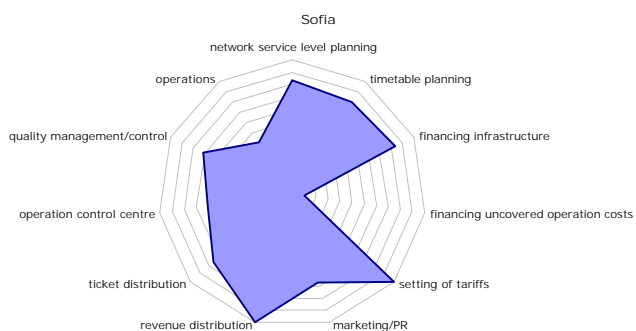 Sofia
network service level planning
operations
timetable planning
quality management/control
financing infrastructure
operation control centre
financing uncovered operation costs
ticket distribution
setting of tariffs
revenue distribution
marketing/PR